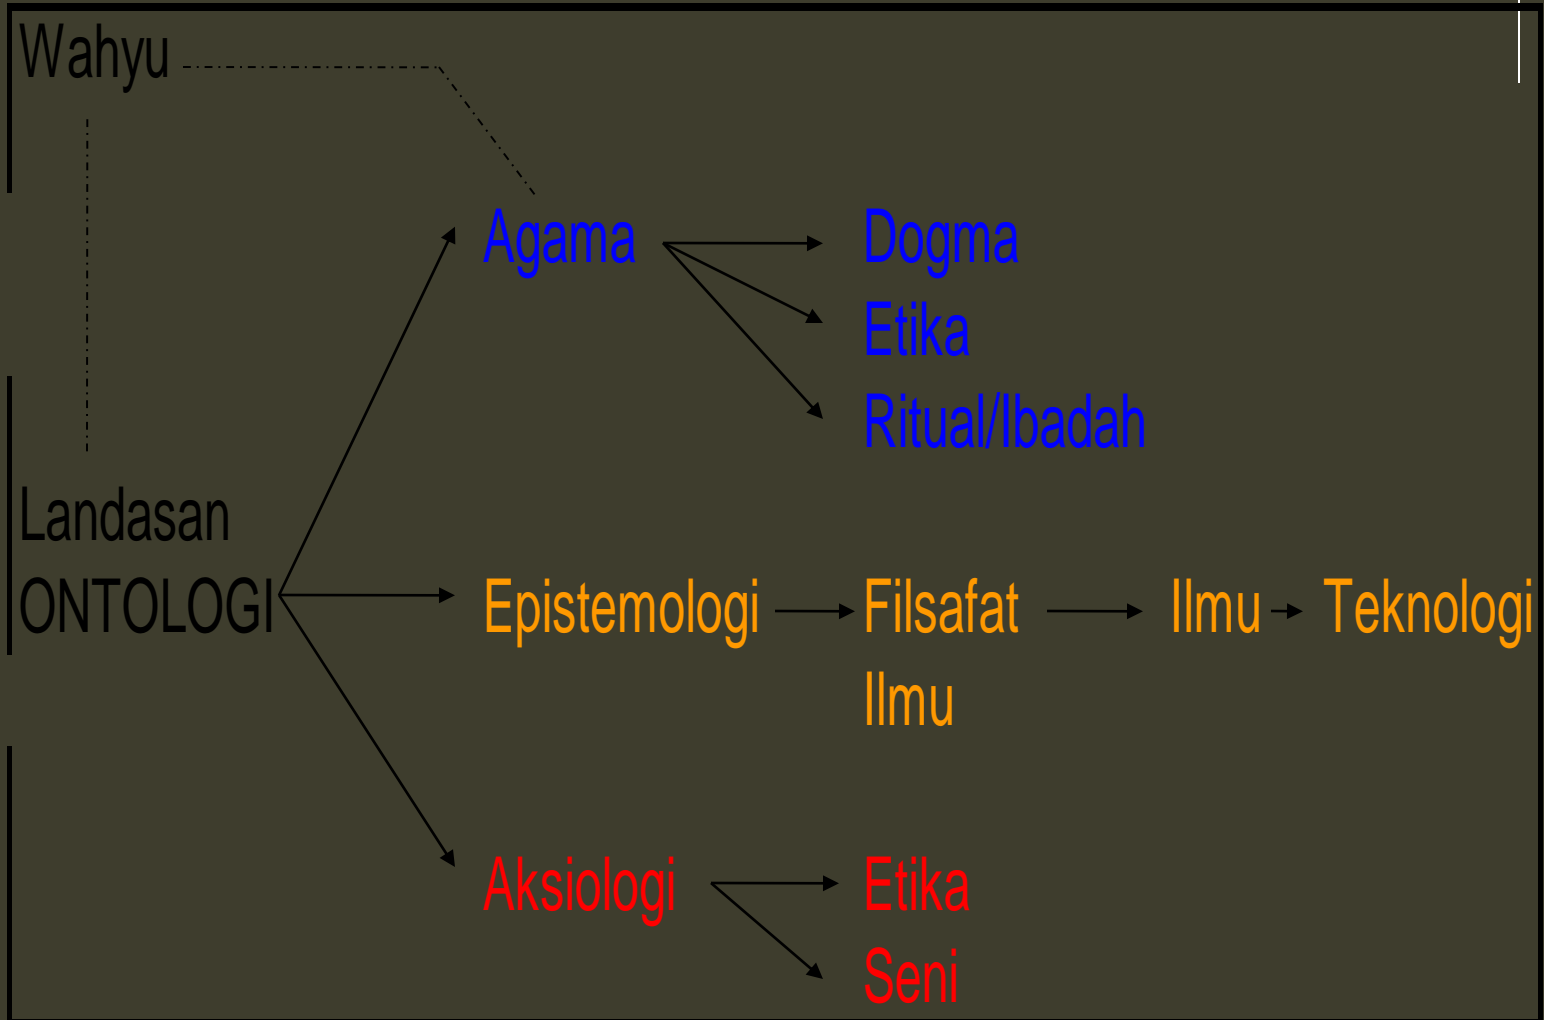 Wahyu
Agama Dogma
Etika
Ritual/Ibadah
Landasan
ONTOLOGI Epistemologi Filsafat Ilmu Teknologi
Ilmu
Aksiologi Etika
Seni